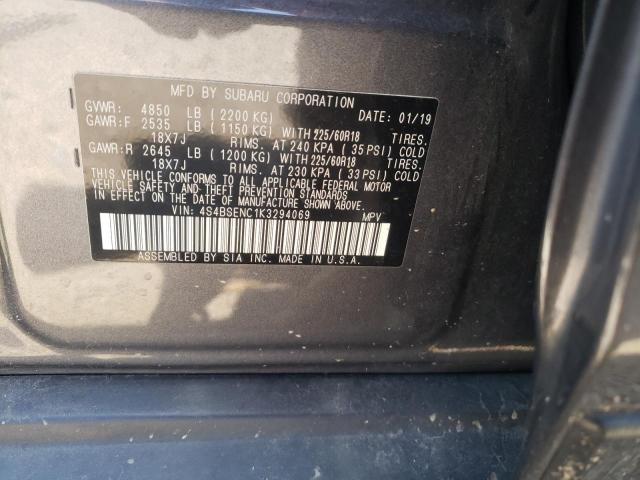 MFD BY SUBARU CORPORATION
GVWR: 4850 LB ( 2200 KG) DATE: 01/19
GAWR:F 2535 LB ( 1150 KG) WITH 225/60R18 TIRES.
18X7J RIMS. AT 240 KPA ( 35 PSI) COLD
GAWR:R 2645 LB ( 1200 KG) WITH 225/60R18 TIRES.
18X7J RIMS. AT 230 KPA ( 33 PSI) COLD
THIS VEHICLE CONFORMS TO ALL APPLICABLE FEDERAL MOTOR
VEHICLE SAFETY AND THEFT PREVENTION STANDARDS
IN EFFECT ON THE DATE OF MANUFACTURE SHOWN ABOVE.
VIN: 4S4BSENC1K3294069 MPV
ASSEMBLED BY SIA INC. MADE IN U.S.A.